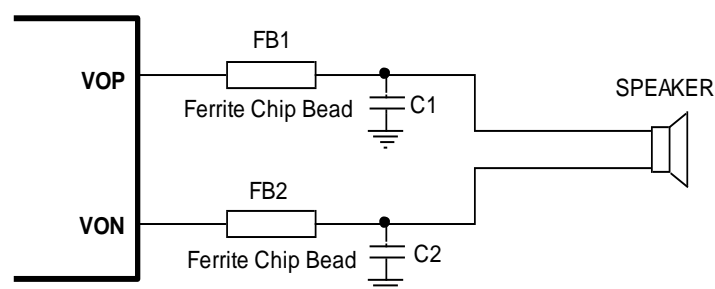 FB1
VOP
SPEAKER
C1
Ferrite Chip Bead
FB2
VON
C2
Ferrite Chip Bead